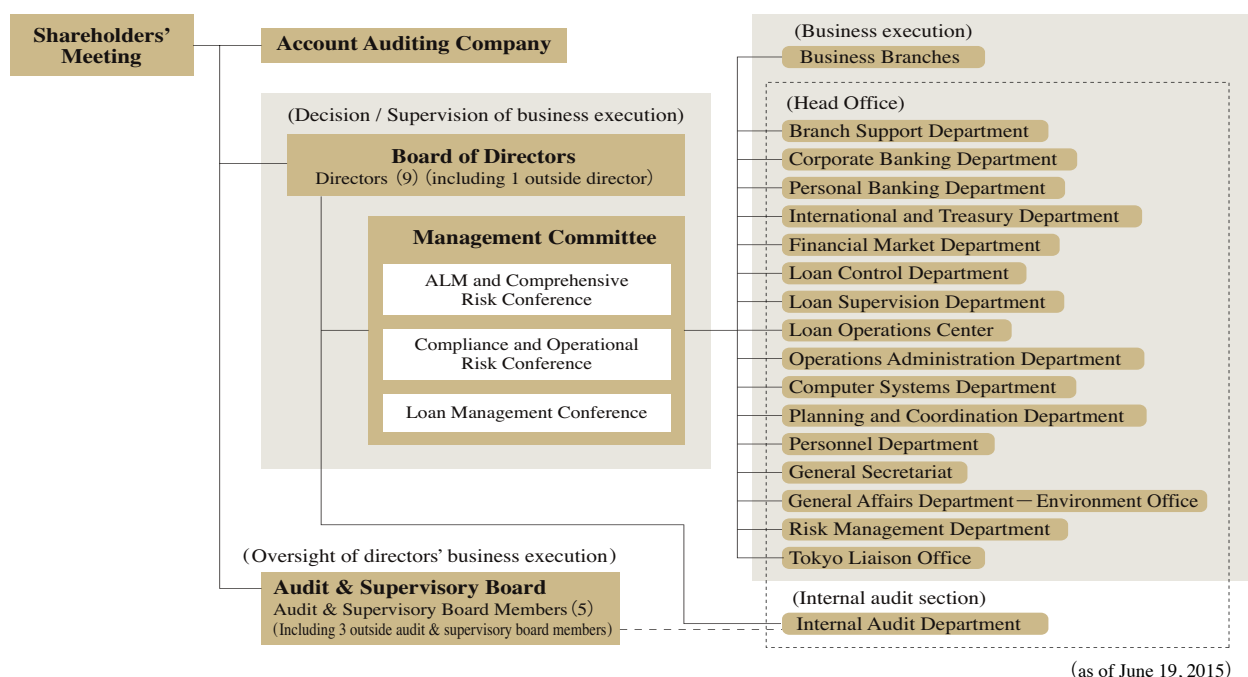 Shareholders'
Meeting
Account Auditing Company
(Decision / Supervision of business execution)
Board of Directors
Directors (9) (including 1 outside director)
Management Committee
ALM and Comprehensive
Risk Conference
Compliance and Operational
Risk Conference
Loan Management Conference
(Oversight of directors' business execution)
Audit & Supervisory Board
Audit & Supervisory Board Members (5)
(Including 3 outside audit & supervisory board members)
(Business execution)
Business Branches
(Head Office)
Branch Support Department
Corporate Banking Department
Personal Banking Department
International and Treasury Department
Financial Market Department
Loan Control Department
Loan Supervision Department
Loan Operations Center
Operations Administration Department
Computer Systems Department
Planning and Coordination Department
Personnel Department
General Secretariat
General Affairs Department—Environment Office
Risk Management Department
Tokyo Liaison Office
(Internal audit section)
Internal Audit Department
(as of June 19, 2015)